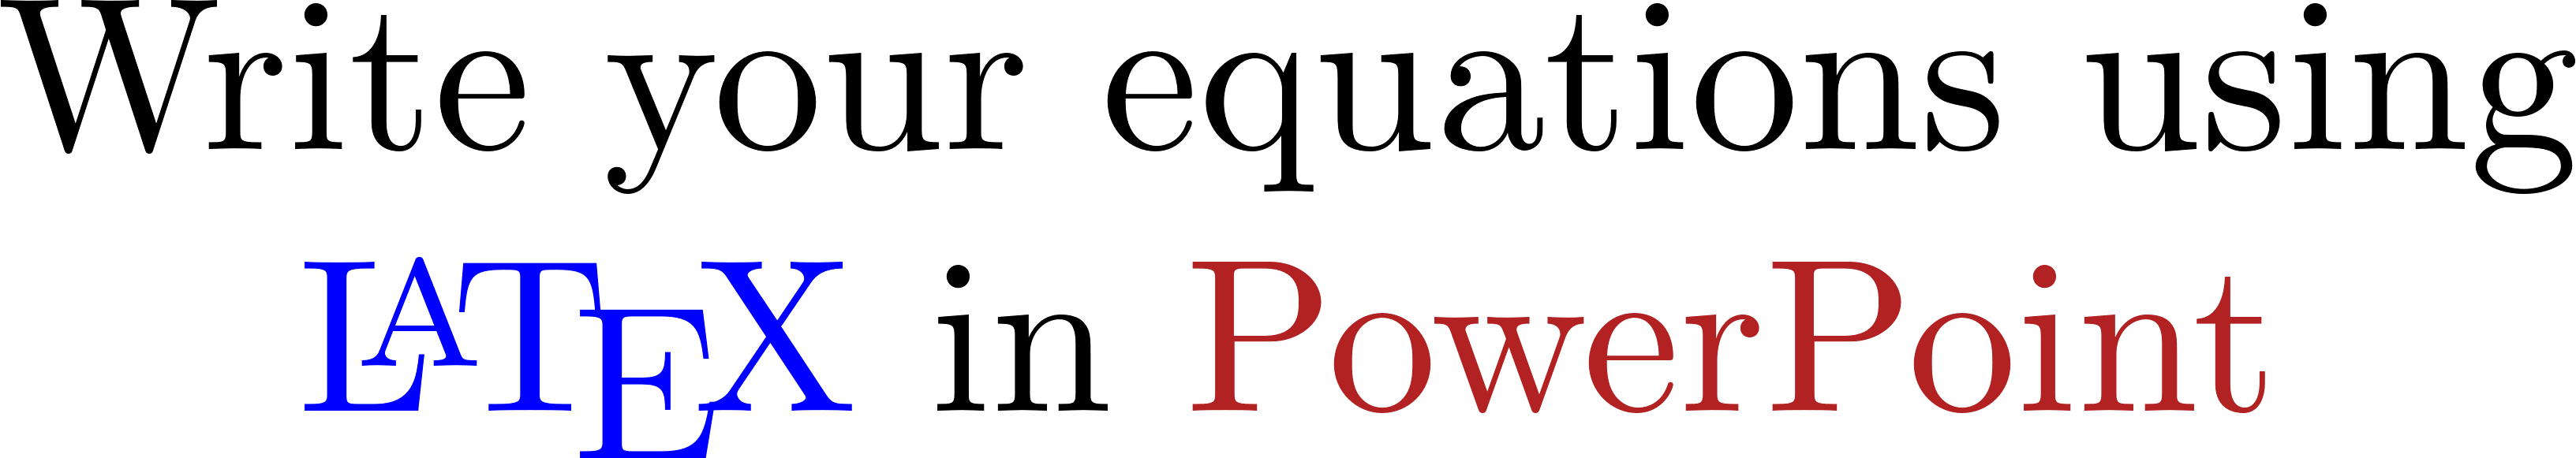 Write your equations using
LATEX in PowerPoint